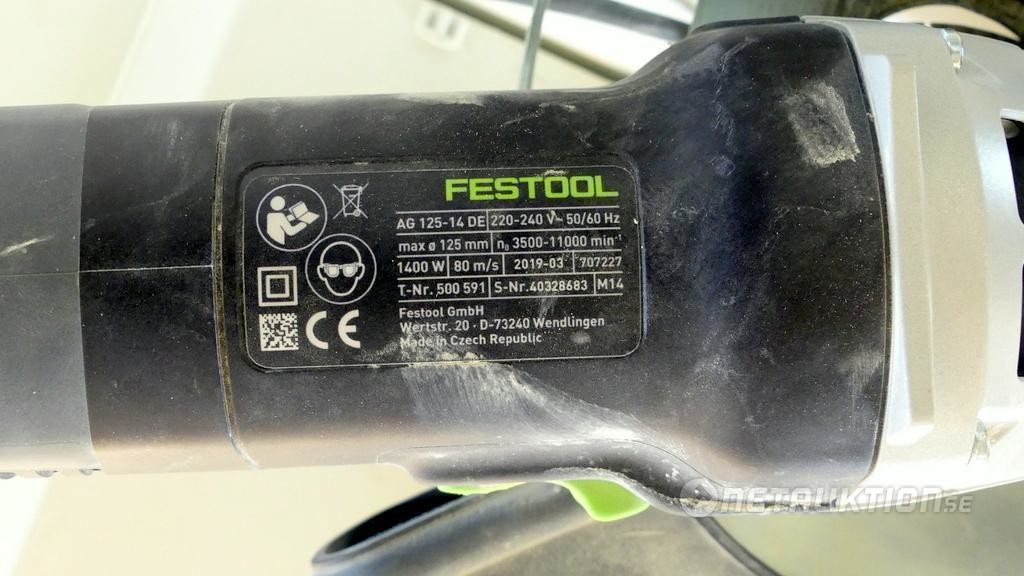 FESTOOL
AG 125-14 DE 220-240 V~ 50/60 Hz
max ø 125 mm n₀ 3500-11000 min⁻¹
1400 W 80 m/s 2019-03 707227
T-Nr. 500 591 S-Nr. 40328683 M14
Festool GmbH
Wertstr. 20 · D-73240 Wendlingen
Made in Czech Republic
CE
NETAUKTION.SE